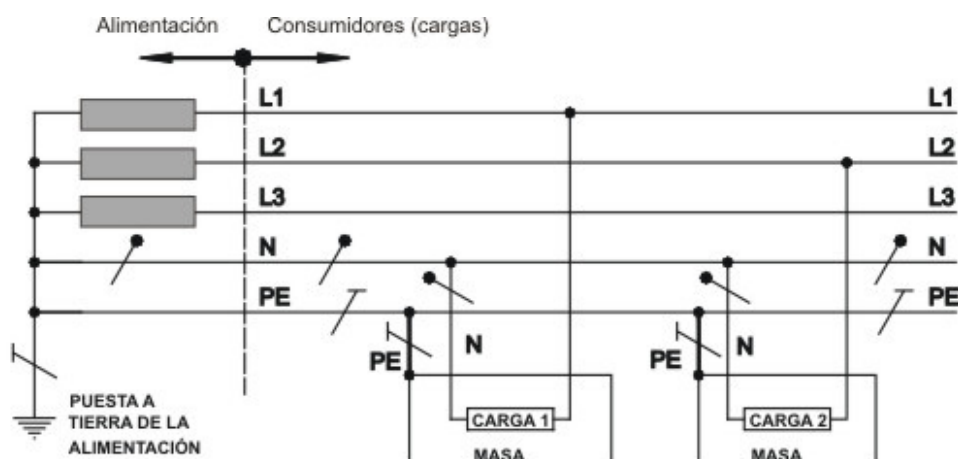 Alimentación Consumidores (cargas)
L1 L1
L2 L2
L3 L3
N N
PE PE
PE N PE N
PUESTA A
TIERRA DE LA
ALIMENTACIÓN
CARGA 1 CARGA 2
MASA MASA